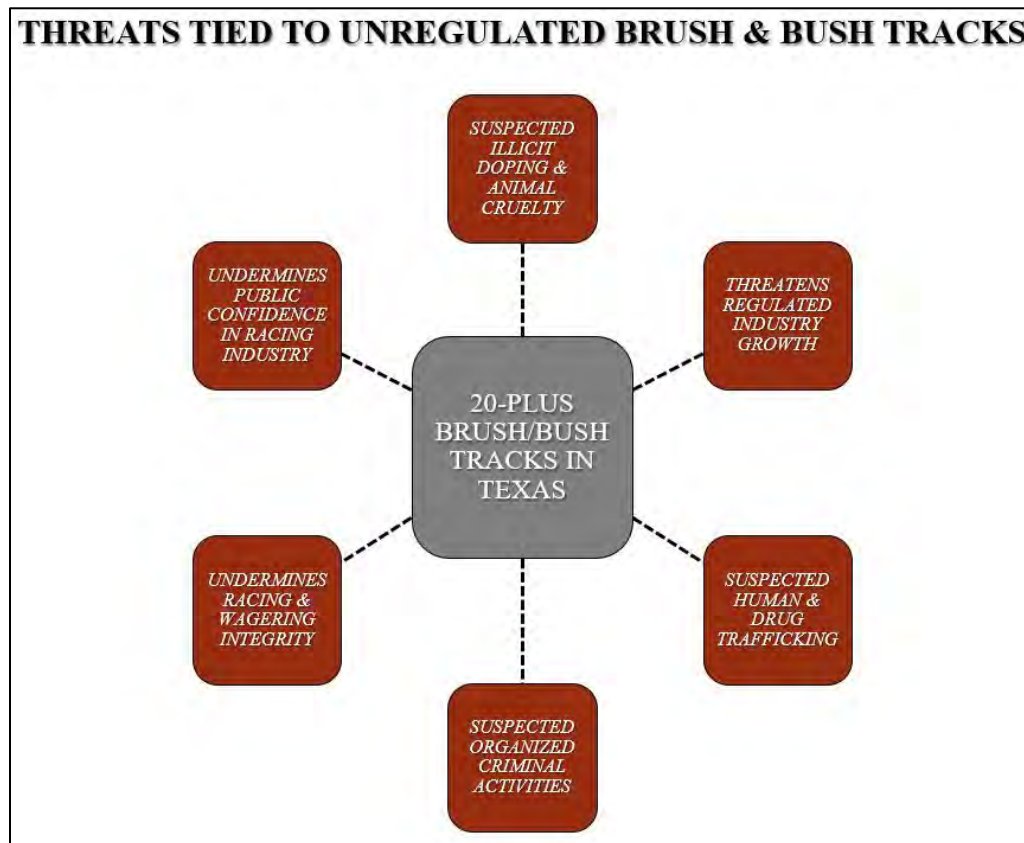 THREATS TIED TO UNREGULATED BRUSH & BUSH TRACKS
SUSPECTED
ILLICIT
DOPING &
ANIMAL
CRUELTY
UNDERMINES
PUBLIC
CONFIDENCE
IN RACING
INDUSTRY
THREATENS
REGULATED
INDUSTRY
GROWTH
20-PLUS
BRUSH/BUSH
TRACKS IN
TEXAS
UNDERMINES
RACING &
WAGERING
INTEGRITY
SUSPECTED
HUMAN &
DRUG
TRAFFICKING
SUSPECTED
ORGANIZED
CRIMINAL
ACTIVITIES